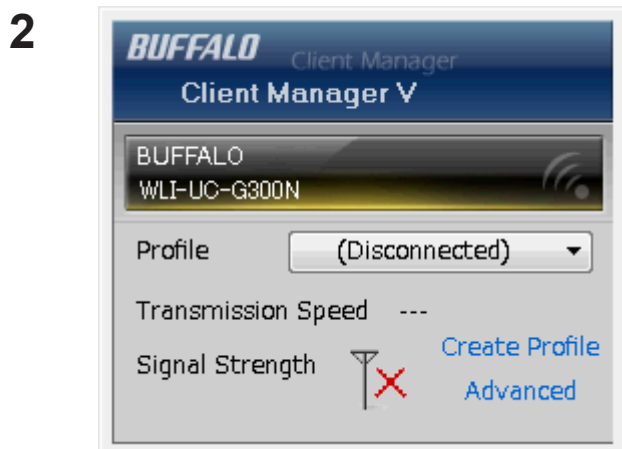 2
BUFFALO Client Manager
Client Manager V
BUFFALO
WLI-UC-G300N
Profile (Disconnected)
Transmission Speed ---
Signal Strength
Create Profile
Advanced